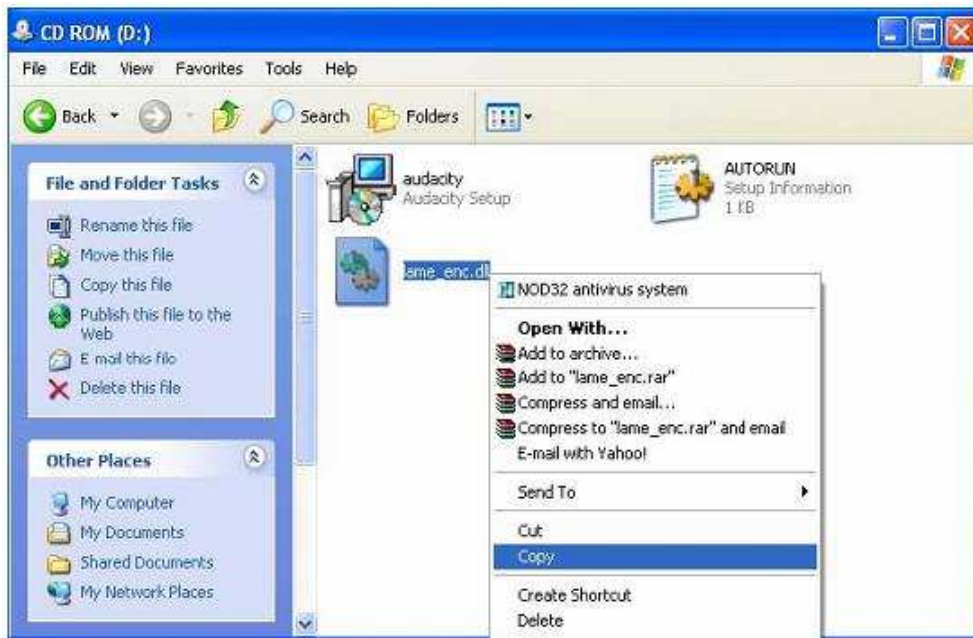 CD ROM (D:)
File Edit View Favorites Tools Help
Back Search Folders
File and Folder Tasks
Rename this file
Move this file
Copy this file
Publish this file to the
Web
E mail this file
Delete this file
Other Places
My Computer
My Documents
Shared Documents
My Network Places
audacity
Audacity Setup
AUTORUN
Setup Information
1 KB
lame_enc.dl
NOD32 antivirus system
Open With...
Add to archive...
Add to "lame_enc.rar"
Compress and email...
Compress to "lame_enc.rar" and email
E-mail with Yahoo!
Send To
Cut
Copy
Create Shortcut
Delete